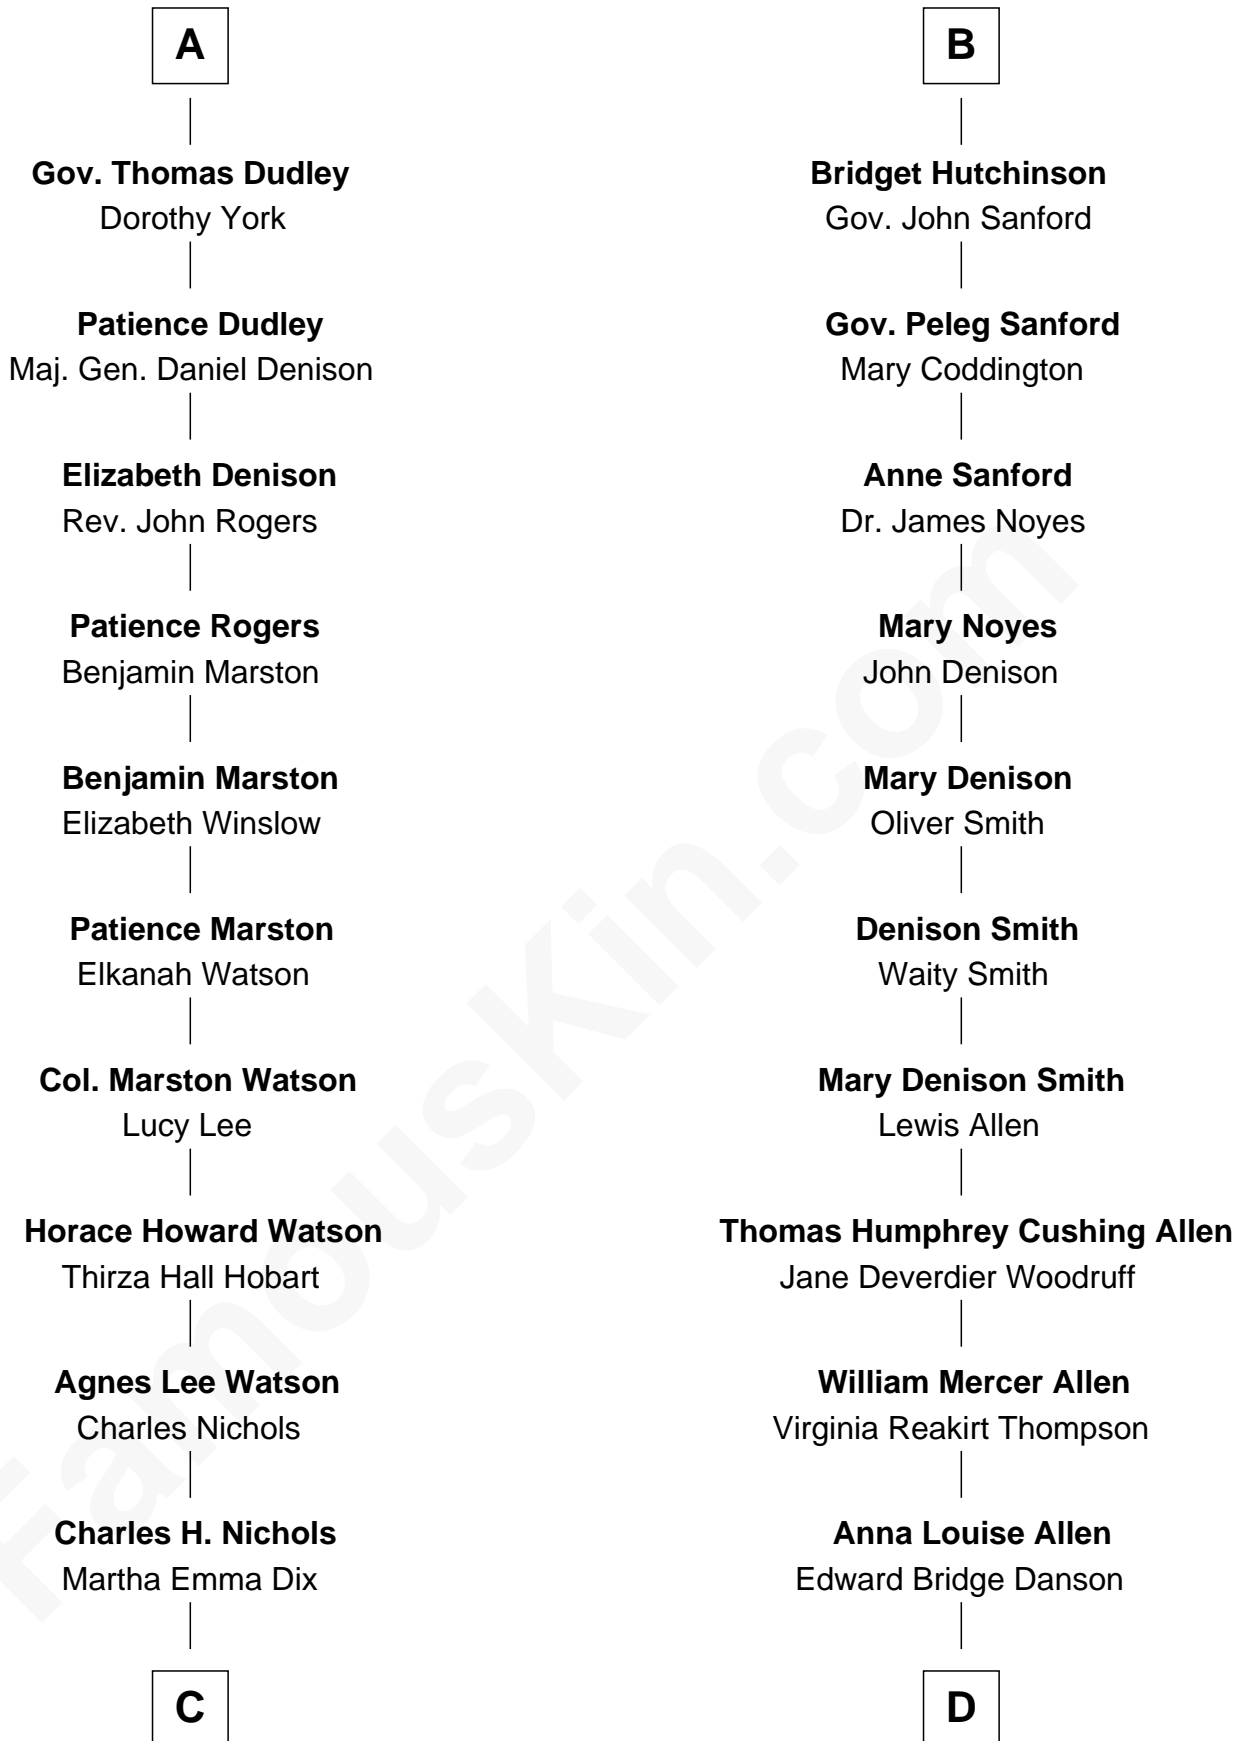 A
Gov. Thomas Dudley
Dorothy York
Patience Dudley
Maj. Gen. Daniel Denison
Elizabeth Denison
Rev. John Rogers
Patience Rogers
Benjamin Marston
Benjamin Marston
Elizabeth Winslow
Patience Marston
Elkanah Watson
Col. Marston Watson
Lucy Lee
Horace Howard Watson
Thirza Hall Hobart
Agnes Lee Watson
Charles Nichols
Charles H. Nichols
Martha Emma Dix
C
B
Bridget Hutchinson
Gov. John Sanford
Gov. Peleg Sanford
Mary Coddington
Anne Sanford
Dr. James Noyes
Mary Noyes
John Denison
Mary Denison
Oliver Smith
Denison Smith
Waity Smith
Mary Denison Smith
Lewis Allen
Thomas Humphrey Cushing Allen
Jane Deverdier Woodruff
William Mercer Allen
Virginia Reakirt Thompson
Anna Louise Allen
Edward Bridge Danson
D
FamousKin.com